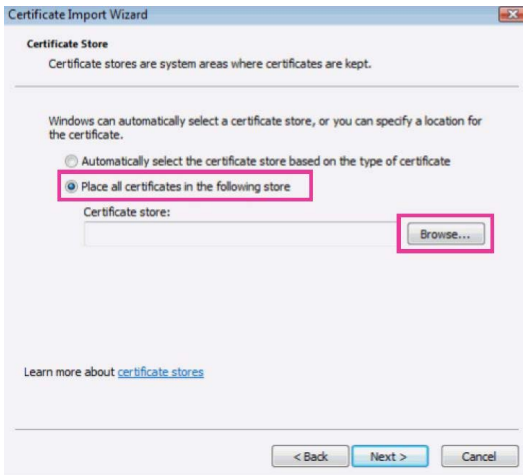 Certificate Import Wizard
Certificate Store
Certificate stores are system areas where certificates are kept.
Windows can automatically select a certificate store, or you can specify a location for
the certificate.
Automatically select the certificate store based on the type of certificate
Place all certificates in the following store
Certificate store:
Browse...
Learn more about certificate stores
< Back Next > Cancel